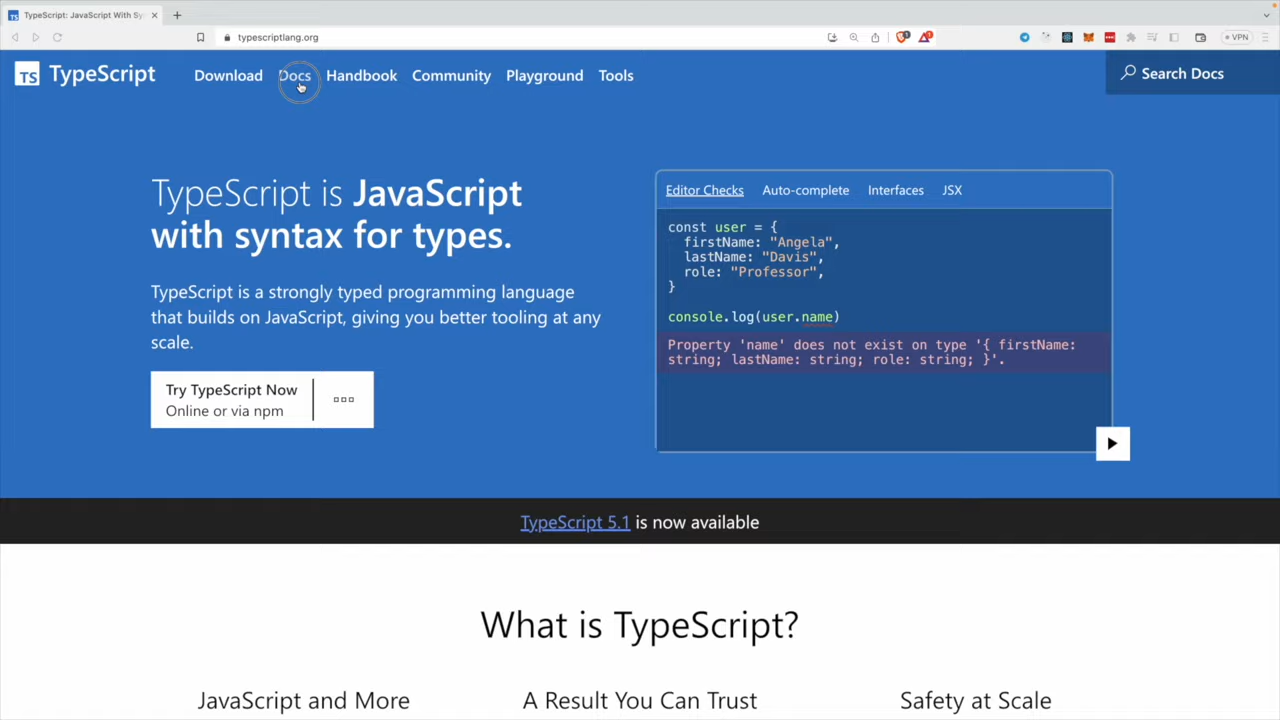 TS TypeScript: JavaScript With Sy
typescriptlang.org
VPN
TS TypeScript Download Docs Handbook Community Playground Tools Search Docs
TypeScript is JavaScript
with syntax for types.
TypeScript is a strongly typed programming language
that builds on JavaScript, giving you better tooling at any
scale.
Try TypeScript Now
Online or via npm
Editor Checks Auto-complete Interfaces JSX
const user = {
firstName: "Angela",
lastName: "Davis",
role: "Professor",
}
console.log(user.name)
Property 'name' does not exist on type '{ firstName:
string; lastName: string; role: string; }'.
TypeScript 5.1 is now available
What is TypeScript?
JavaScript and More A Result You Can Trust Safety at Scale